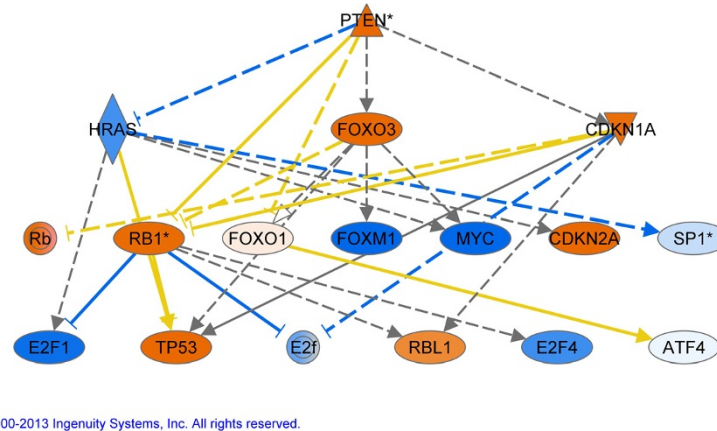 PTEN*
HRAS
FOXO3
CDKN1A
Rb
RB1*
FOXO1
FOXM1
MYC
CDKN2A
SP1*
E2F1
TP53
E2f
RBL1
E2F4
ATF4
00-2013 Ingenuity Systems, Inc. All rights reserved.